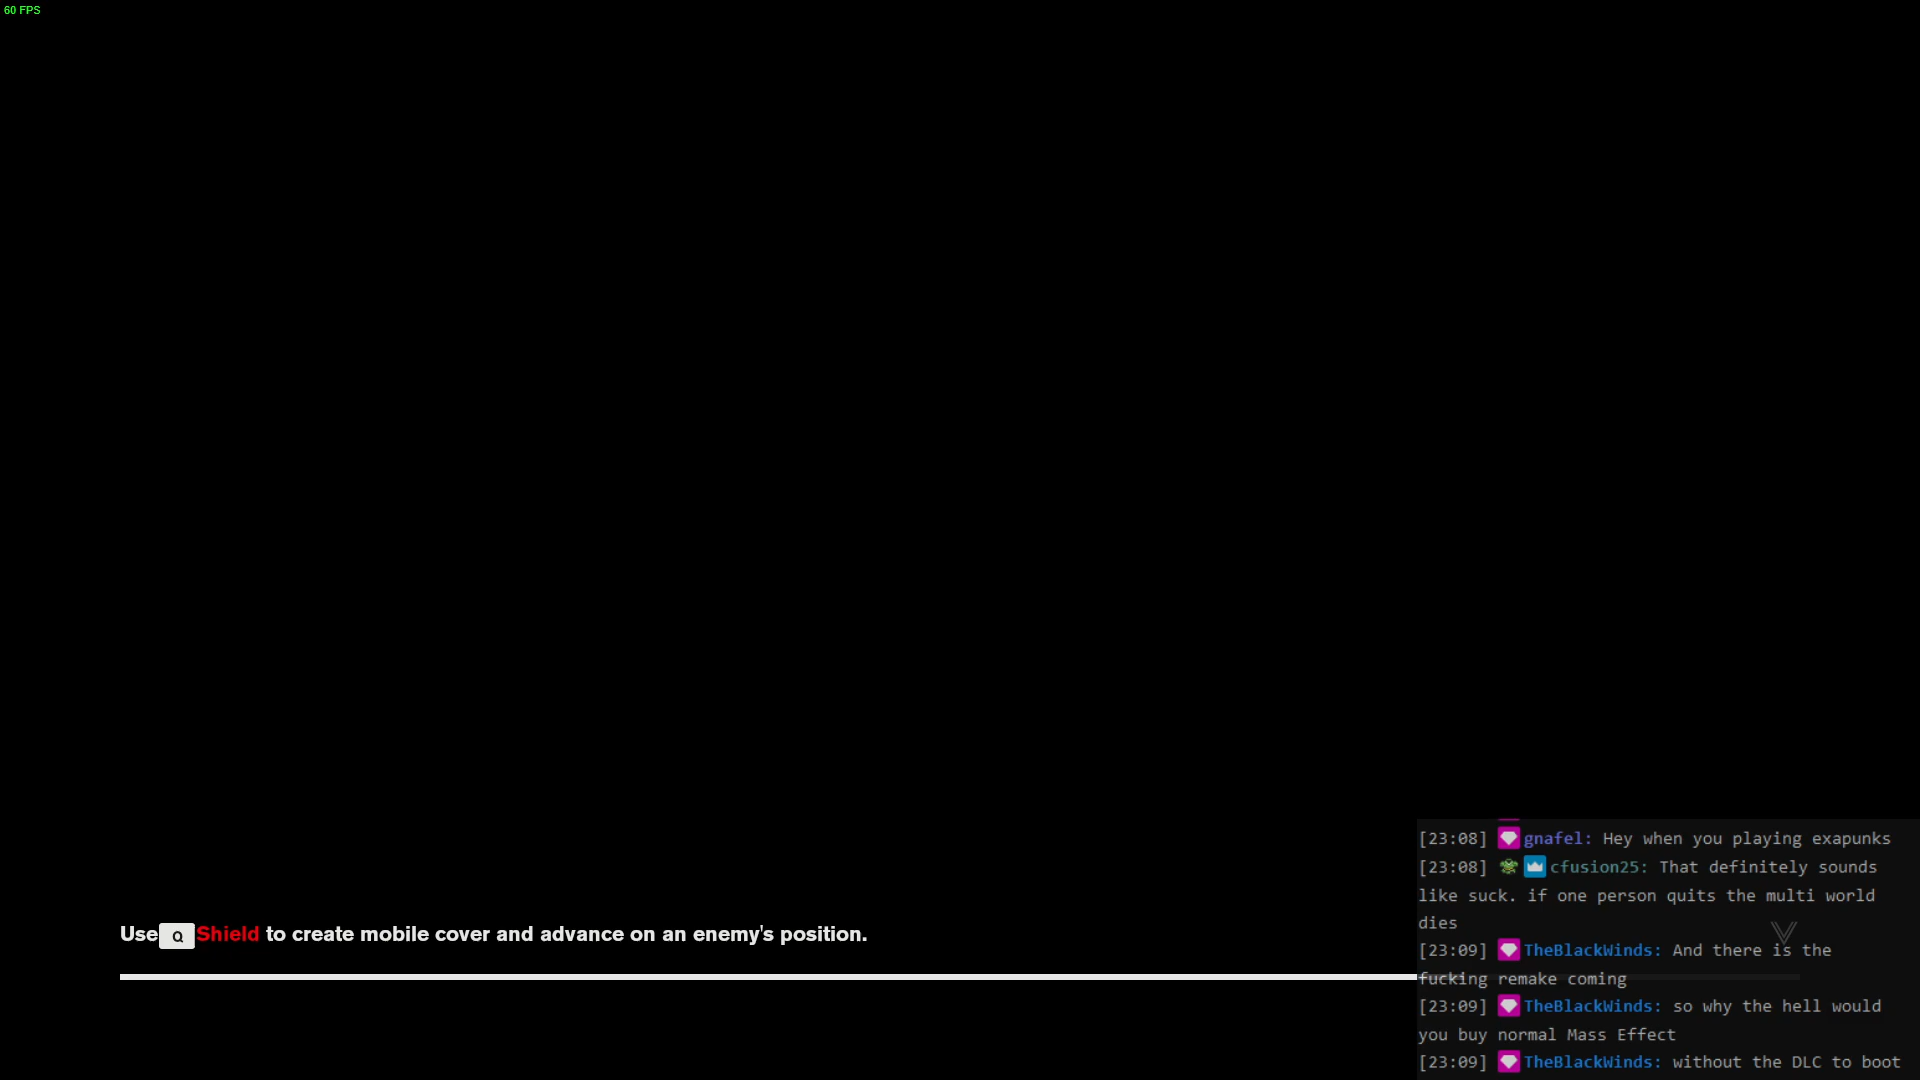 60 FPS
Use Q Shield to create mobile cover and advance on an enemy's position.
[23:08] gnafel: Hey when you playing exapunks
[23:08] cfusion25: That definitely sounds
like suck. if one person quits the multi world
dies
[23:09] TheBlackWinds: And there is the
fucking remake coming
[23:09] TheBlackWinds: so why the hell would
you buy normal Mass Effect
[23:09] TheBlackWinds: without the DLC to boot